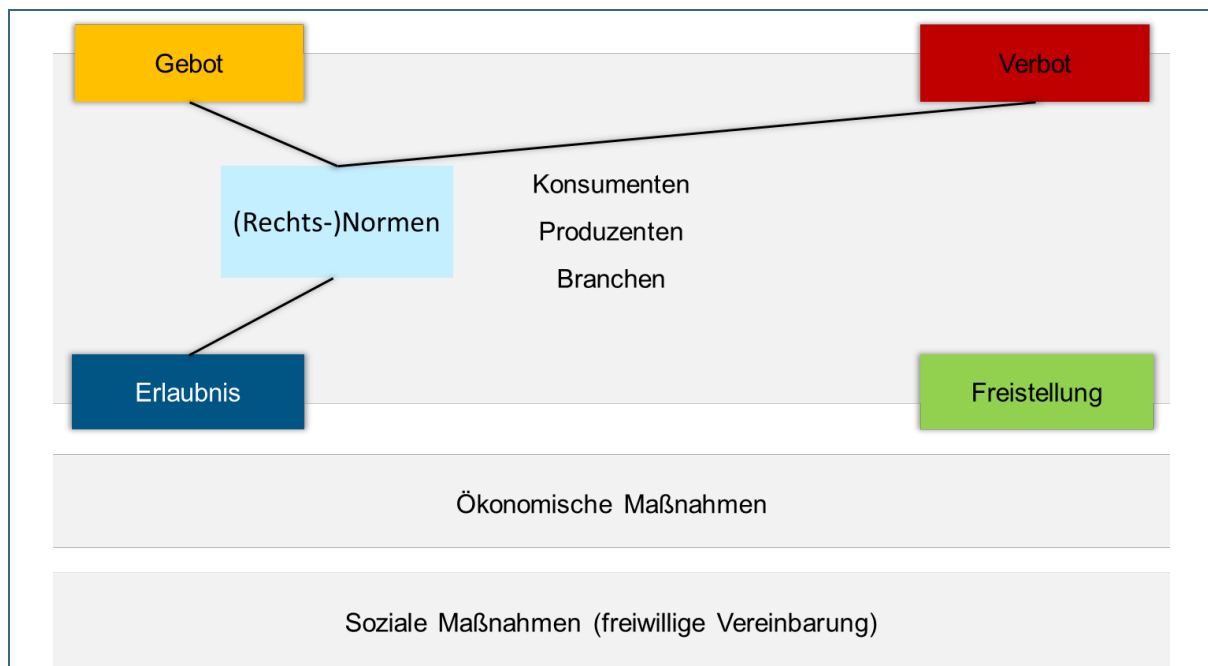 Gebot
Verbot
(Rechts-)Normen
Konsumenten
Produzenten
Branchen
Erlaubnis
Freistellung
Ökonomische Maßnahmen
Soziale Maßnahmen (freiwillige Vereinbarung)